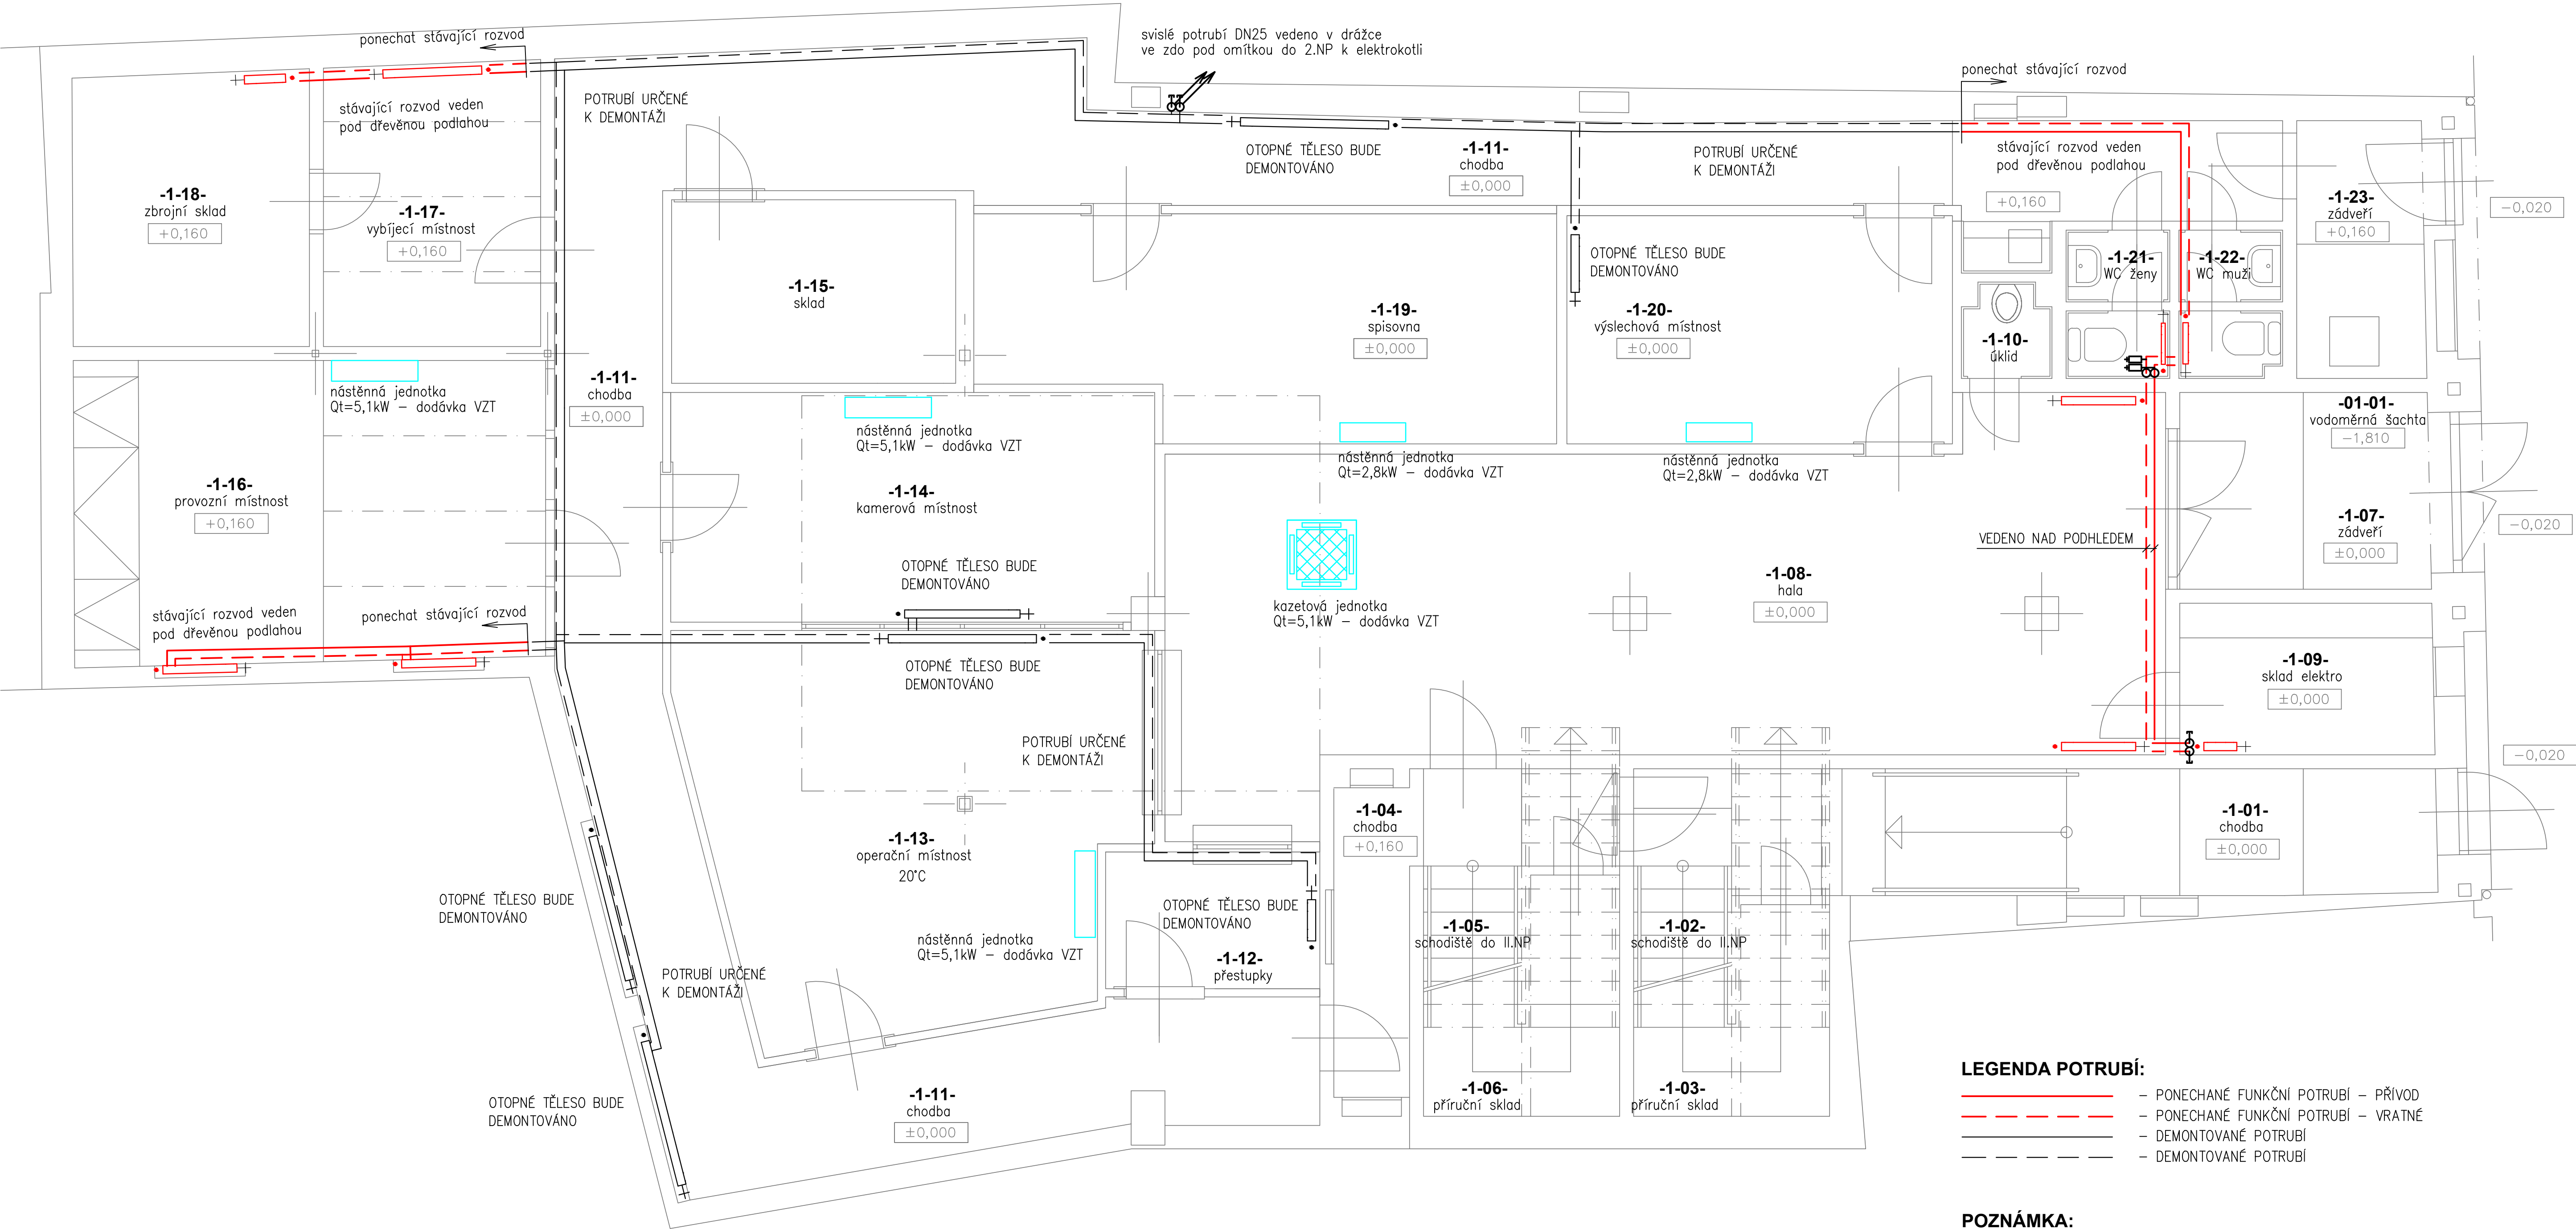 ponechat stávající rozvod
svislé potrubí DN25 vedeno v drážce
ve zdo pod omítkou do 2.NP k elektrokotli
ponechat stávající rozvod
stávající rozvod veden
pod dřevěnou podlahou
POTRUBÍ URČENÉ
K DEMONTÁŽI
OTOPNÉ TĚLESO BUDE
DEMONTOVÁNO
-1-11-
chodba
±0,000
POTRUBÍ URČENÉ
K DEMONTÁŽI
stávající rozvod veden
pod dřevěnou podlahou
+0,160
-1-18-
zbrojní sklad
+0,160
-1-17-
vybíjecí místnost
+0,160
-1-23-
zádveří
+0,160
-0,020
-1-15-
sklad
OTOPNÉ TĚLESO BUDE
DEMONTOVÁNO
-1-21-
WC ženy
-1-22-
WC muži
-1-19-
spisovna
±0,000
-1-20-
výslechová místnost
±0,000
-1-10-
úklid
-1-11-
chodba
±0,000
nástěnná jednotka
Qt=5,1kW – dodávka VZT
nástěnná jednotka
Qt=5,1kW – dodávka VZT
nástěnná jednotka
Qt=2,8kW – dodávka VZT
nástěnná jednotka
Qt=2,8kW – dodávka VZT
-01-01-
vodoměrná šachta
-1,810
-1-16-
provozní místnost
+0,160
-1-14-
kamerová místnost
-1-07-
zádveří
±0,000
-0,020
VEDENO NAD PODHLEDEM
OTOPNÉ TĚLESO BUDE
DEMONTOVÁNO
-1-08-
hala
±0,000
kazetová jednotka
Qt=5,1kW – dodávka VZT
stávající rozvod veden
pod dřevěnou podlahou
ponechat stávající rozvod
OTOPNÉ TĚLESO BUDE
DEMONTOVÁNO
-1-09-
sklad elektro
±0,000
POTRUBÍ URČENÉ
K DEMONTÁŽI
-0,020
-1-13-
operační místnost
20°C
-1-04-
chodba
+0,160
-1-01-
chodba
±0,000
OTOPNÉ TĚLESO BUDE
DEMONTOVÁNO
OTOPNÉ TĚLESO BUDE
DEMONTOVÁNO
nástěnná jednotka
Qt=5,1kW – dodávka VZT
-1-05-
schodiště do II.NP
-1-02-
schodiště do II.NP
-1-12-
přestupky
POTRUBÍ URČENÉ
K DEMONTÁŽI
OTOPNÉ TĚLESO BUDE
DEMONTOVÁNO
-1-11-
chodba
±0,000
-1-06-
příruční sklad
-1-03-
příruční sklad
LEGENDA POTRUBÍ:
– PONECHANÉ FUNKČNÍ POTRUBÍ – PŘÍVOD
– PONECHANÉ FUNKČNÍ POTRUBÍ – VRATNÉ
– DEMONTOVANÉ POTRUBÍ
– DEMONTOVANÉ POTRUBÍ
POZNÁMKA: